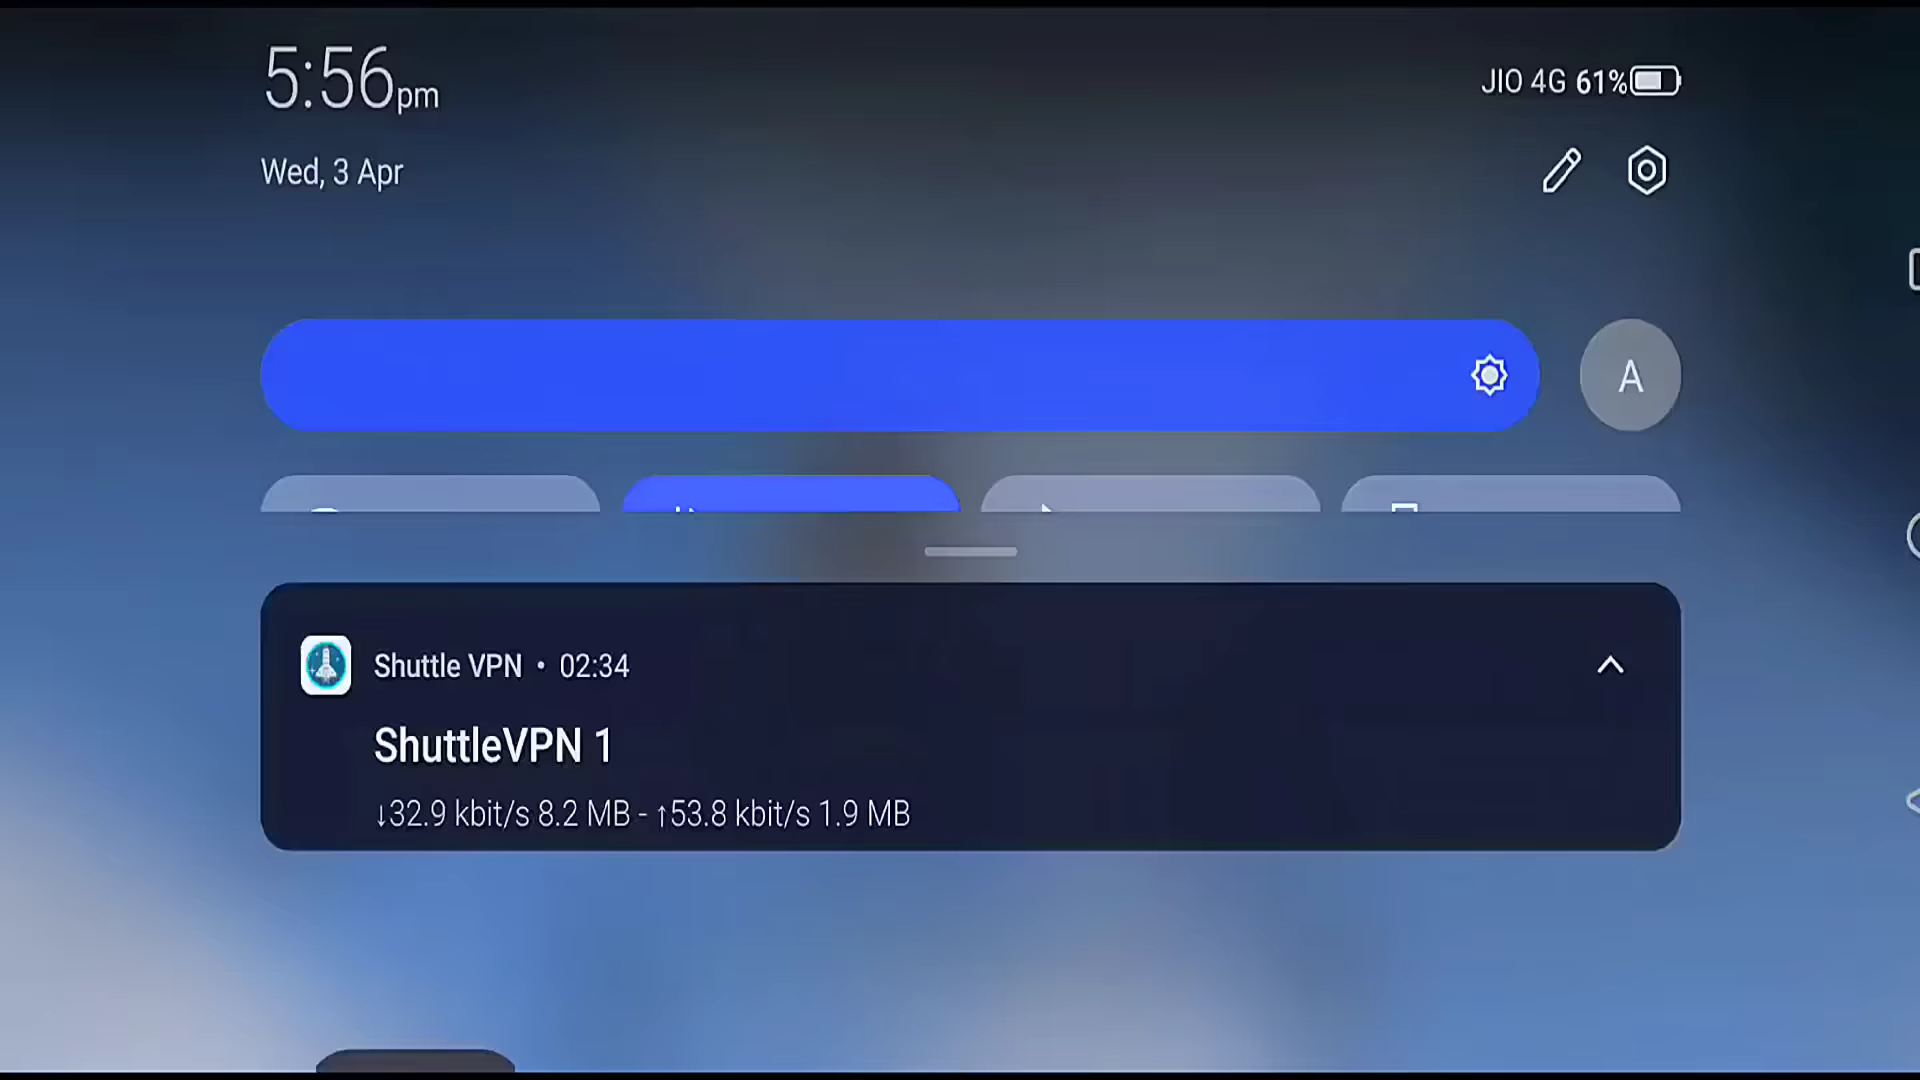 5:56pm
JIO 4G 61%
Wed, 3 Apr
A
Shuttle VPN • 02:34
ShuttleVPN 1
↓32.9 kbit/s 8.2 MB - ↑53.8 kbit/s 1.9 MB